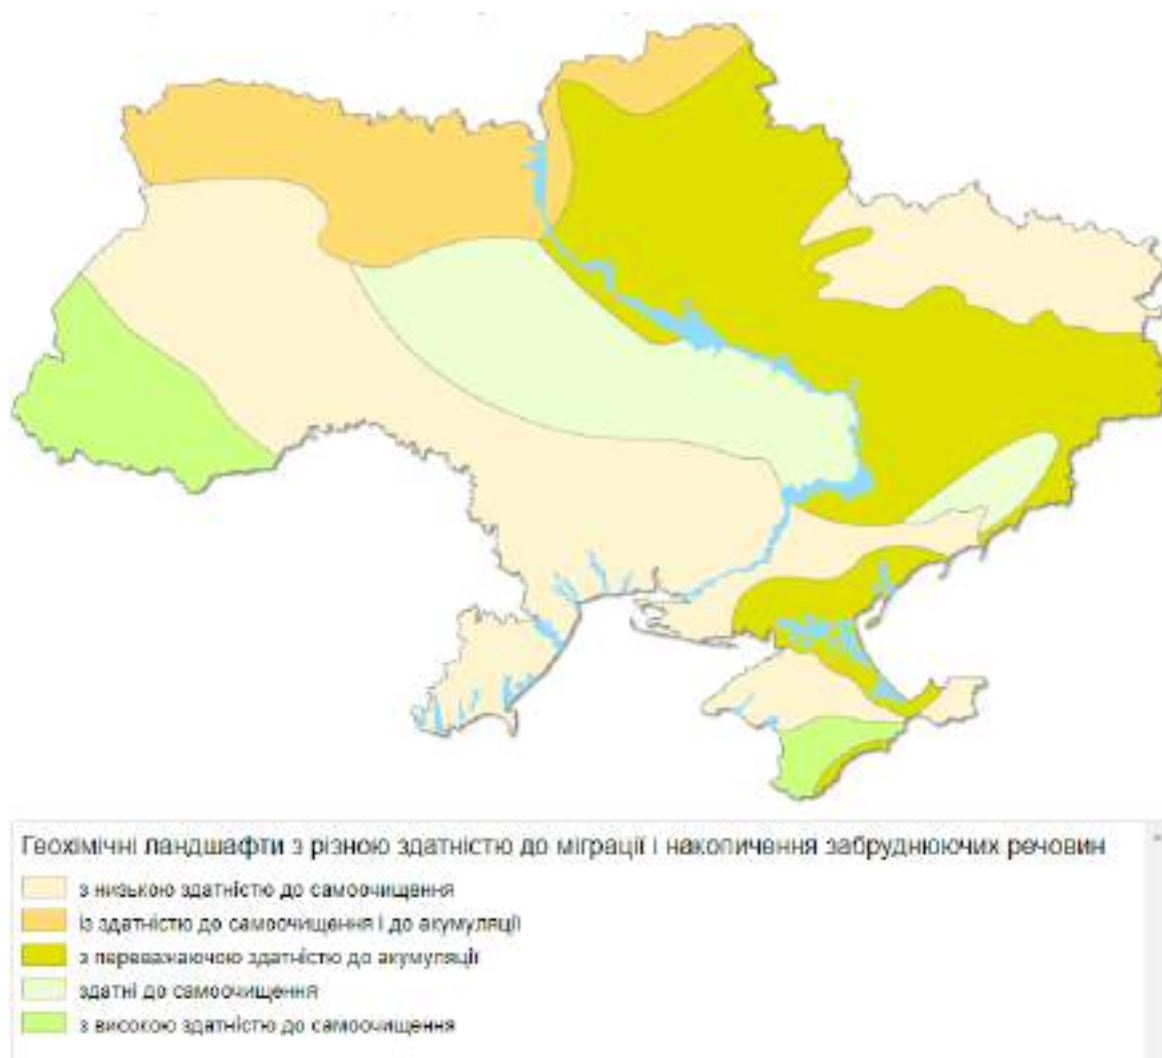 Геохімічні ландшафти з різною здатністю до міграції і накопичення забруднюючих речовин
з низькою здатністю до самоочищення
із здатністю до самоочищення і до акумуляції
з переважаючою здатністю до акумуляції
здатні до самоочищення
з високою здатністю до самоочищення